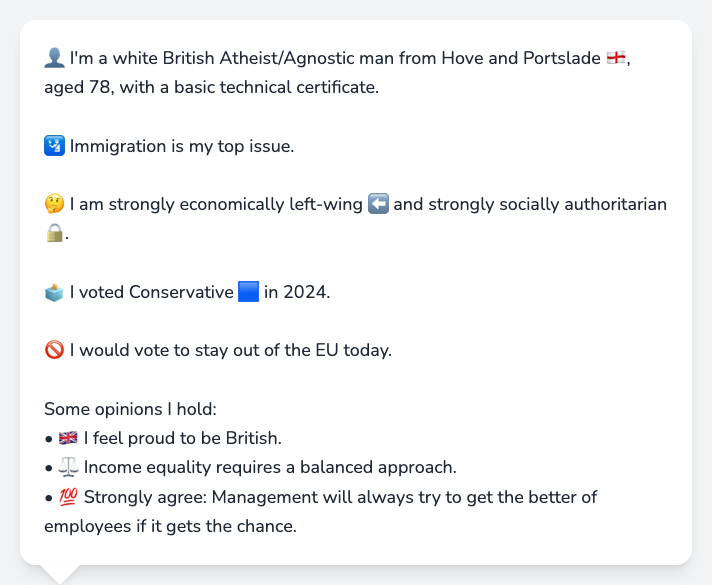 👤 I'm a white British Atheist/Agnostic man from Hove and Portslade 🏴󠁧󠁢󠁥󠁮󠁧󠁿,
aged 78, with a basic technical certificate.
🛂 Immigration is my top issue.
🤔 I am strongly economically left-wing ⬅️ and strongly socially authoritarian
🔒.
🗳️ I voted Conservative 🟦 in 2024.
🚫 I would vote to stay out of the EU today.
Some opinions I hold:
• 🇬🇧 I feel proud to be British.
• ⚖️ Income equality requires a balanced approach.
• 💯 Strongly agree: Management will always try to get the better of
employees if it gets the chance.